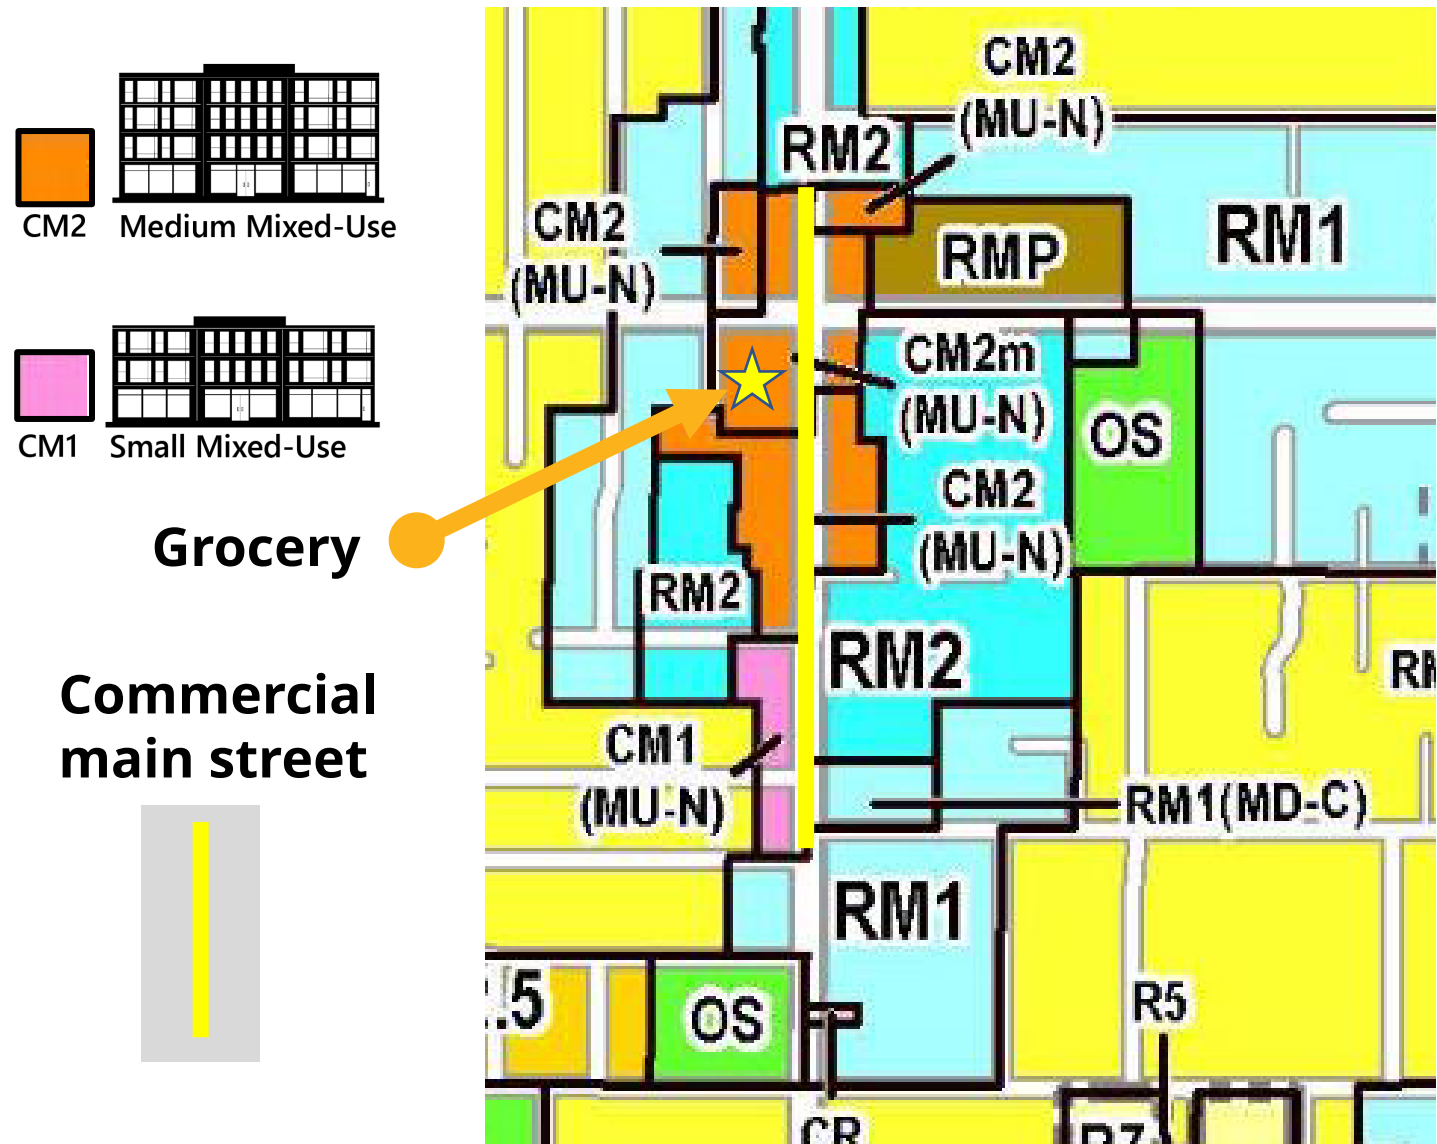 CM2
Medium Mixed-Use
CM1
Small Mixed-Use
Grocery
Commercial
main street
CM2
(MU-N)
RM2
CM2
(MU-N)
RMP
RM1
CM2m
(MU-N)
OS
CM2
(MU-N)
RM2
RM2
CM1
(MU-N)
RM1(MD-C)
RM1
.5
OS
R5
CR
R7